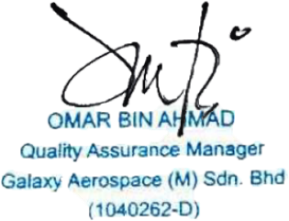 OMAR BIN AHMAD
Quality Assurance Manager
Galaxy Aerospace (M) Sdn. Bhd
(1040262-D)